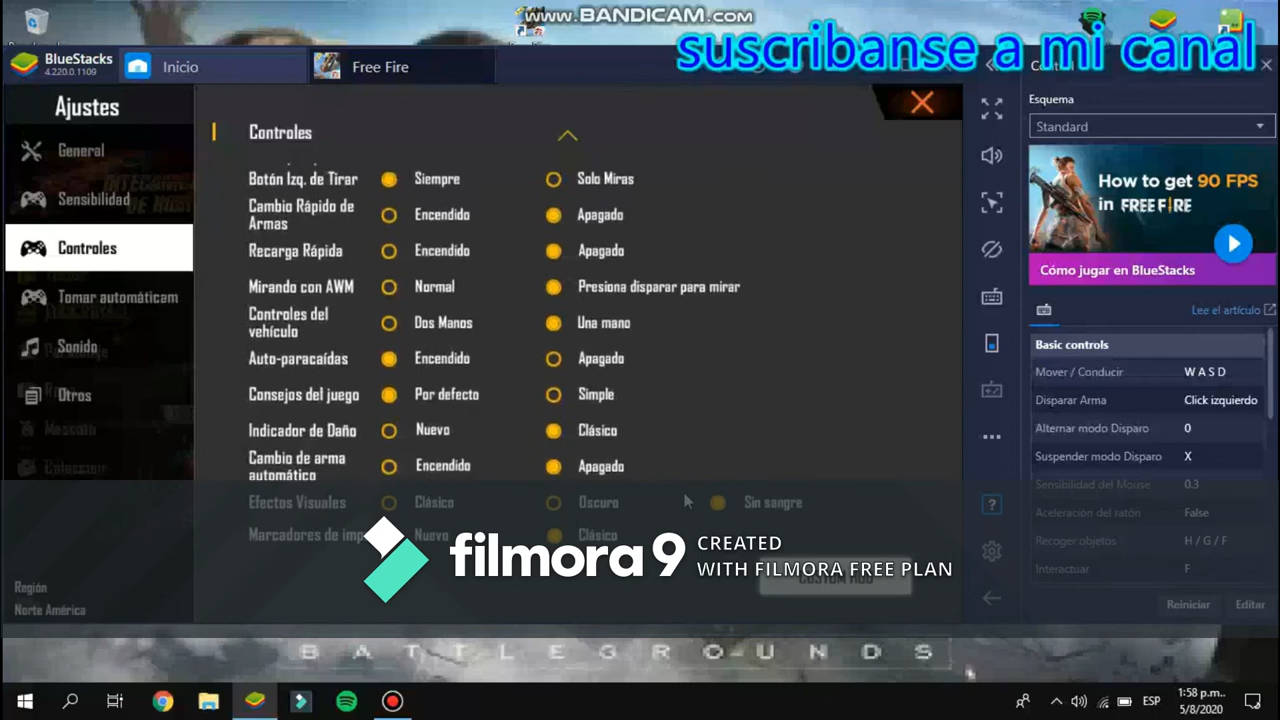 www.BANDICAM.com
suscribanse a mi canal
BlueStacks
4.220.0.1109
Inicio
Free Fire
Ajustes
General
Sensibilidad
Controles
Tomar automáticam
Sonido
Otros
Región
Norte América
Controles
Botón Izq. de Tirar Siempre Solo Miras
Cambio Rápido de Armas Encendido Apagado
Recarga Rápida Encendido Apagado
Mirando con AWM Normal Presiona disparar para mirar
Controles del vehículo Dos Manos Una mano
Auto-paracaídas Encendido Apagado
Consejos del juego Por defecto Simple
Indicador de Daño Nuevo Clásico
Cambio de arma automático Encendido Apagado
Efectos Visuales Clásico Oscuro Sin sangre
Marcadores de imp Nuevo Clásico
CUSTOM HUD
filmora9 CREATED
WITH FILMORA FREE PLAN
BATTLEGROUNDS
Esquema
Standard
How to get 90 FPS
in FREE FIRE
Cómo jugar en BlueStacks
Lee el artículo
Basic controls
Mover / Conducir W A S D
Disparar Arma Click izquierdo
Alternar modo Disparo 0
Suspender modo Disparo X
Sensibilidad del Mouse 0.3
Aceleración del ratón False
Recoger objetos H / G / F
Interactuar F
Reiniciar Editar
ESP
1:58 p.m.
5/8/2020